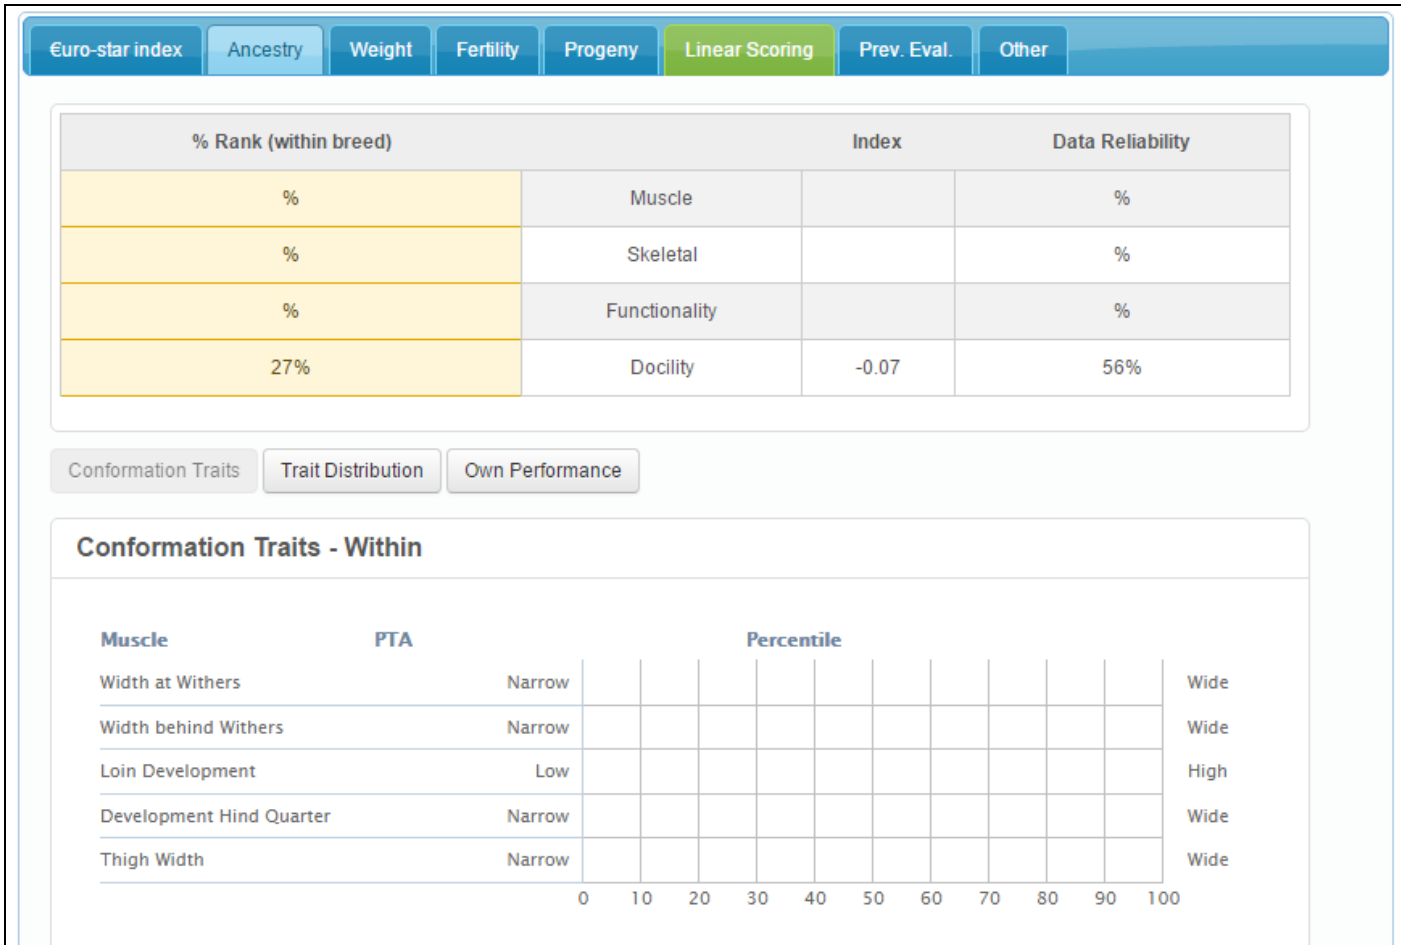 €uro-star index Ancestry Weight Fertility Progeny Linear Scoring Prev. Eval. Other
% Rank (within breed) Index Data Reliability
% Muscle %
% Skeletal %
% Functionality %
27% Docility -0.07 56%
Conformation Traits Trait Distribution Own Performance
Conformation Traits - Within
Muscle PTA Percentile
Width at Withers Narrow Wide
Width behind Withers Narrow Wide
Loin Development Low High
Development Hind Quarter Narrow Wide
Thigh Width Narrow Wide
0 10 20 30 40 50 60 70 80 90 100